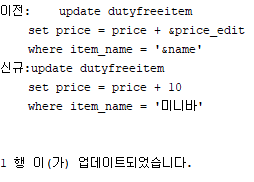 이전:    update dutyfreeitem
    set price = price + &price_edit
    where item_name = '&name'
신규:update dutyfreeitem
    set price = price + 10
    where item_name = '미니바'
1 행 이(가) 업데이트되었습니다.